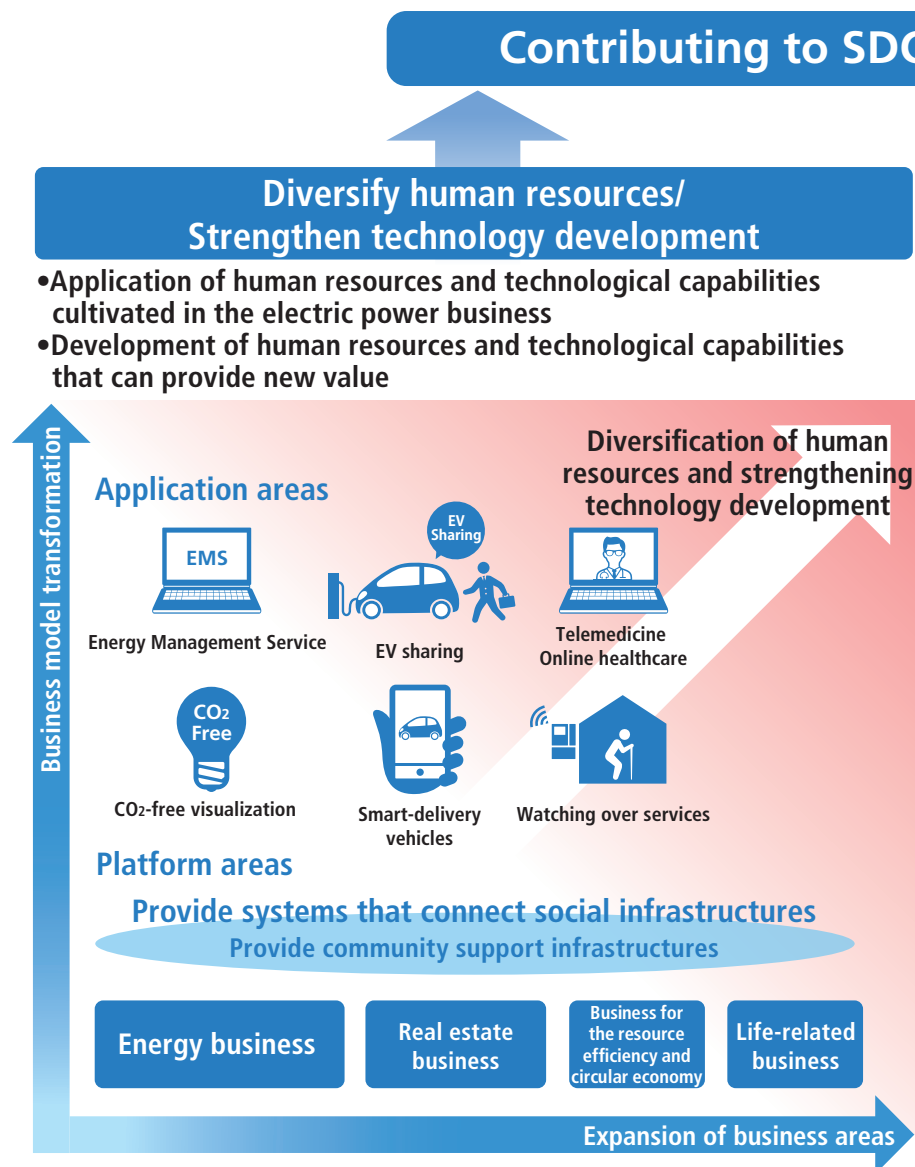 Contributing to SDG
Diversify human resources/
Strengthen technology development
•Application of human resources and technological capabilities
cultivated in the electric power business
•Development of human resources and technological capabilities
that can provide new value
Business model transformation
Diversification of human
resources and strengthening
technology development
Application areas
EMS
Energy Management Service
EV
Sharing
EV sharing
Telemedicine
Online healthcare
CO2
Free
CO2-free visualization
Smart-delivery
vehicles
Watching over services
Platform areas
Provide systems that connect social infrastructures
Provide community support infrastructures
Energy business
Real estate
business
Business for
the resource
efficiency and
circular economy
Life-related
business
Expansion of business areas